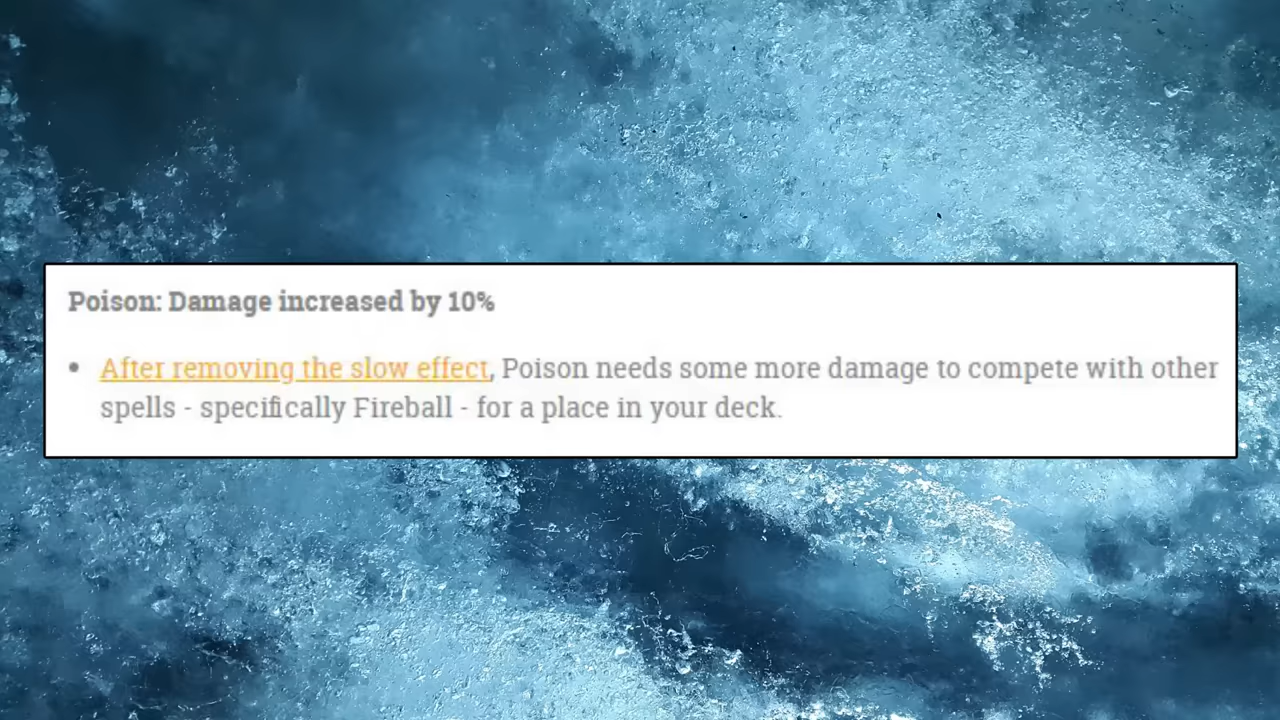 Poison: Damage increased by 10%
• After removing the slow effect, Poison needs some more damage to compete with other
spells - specifically Fireball - for a place in your deck.